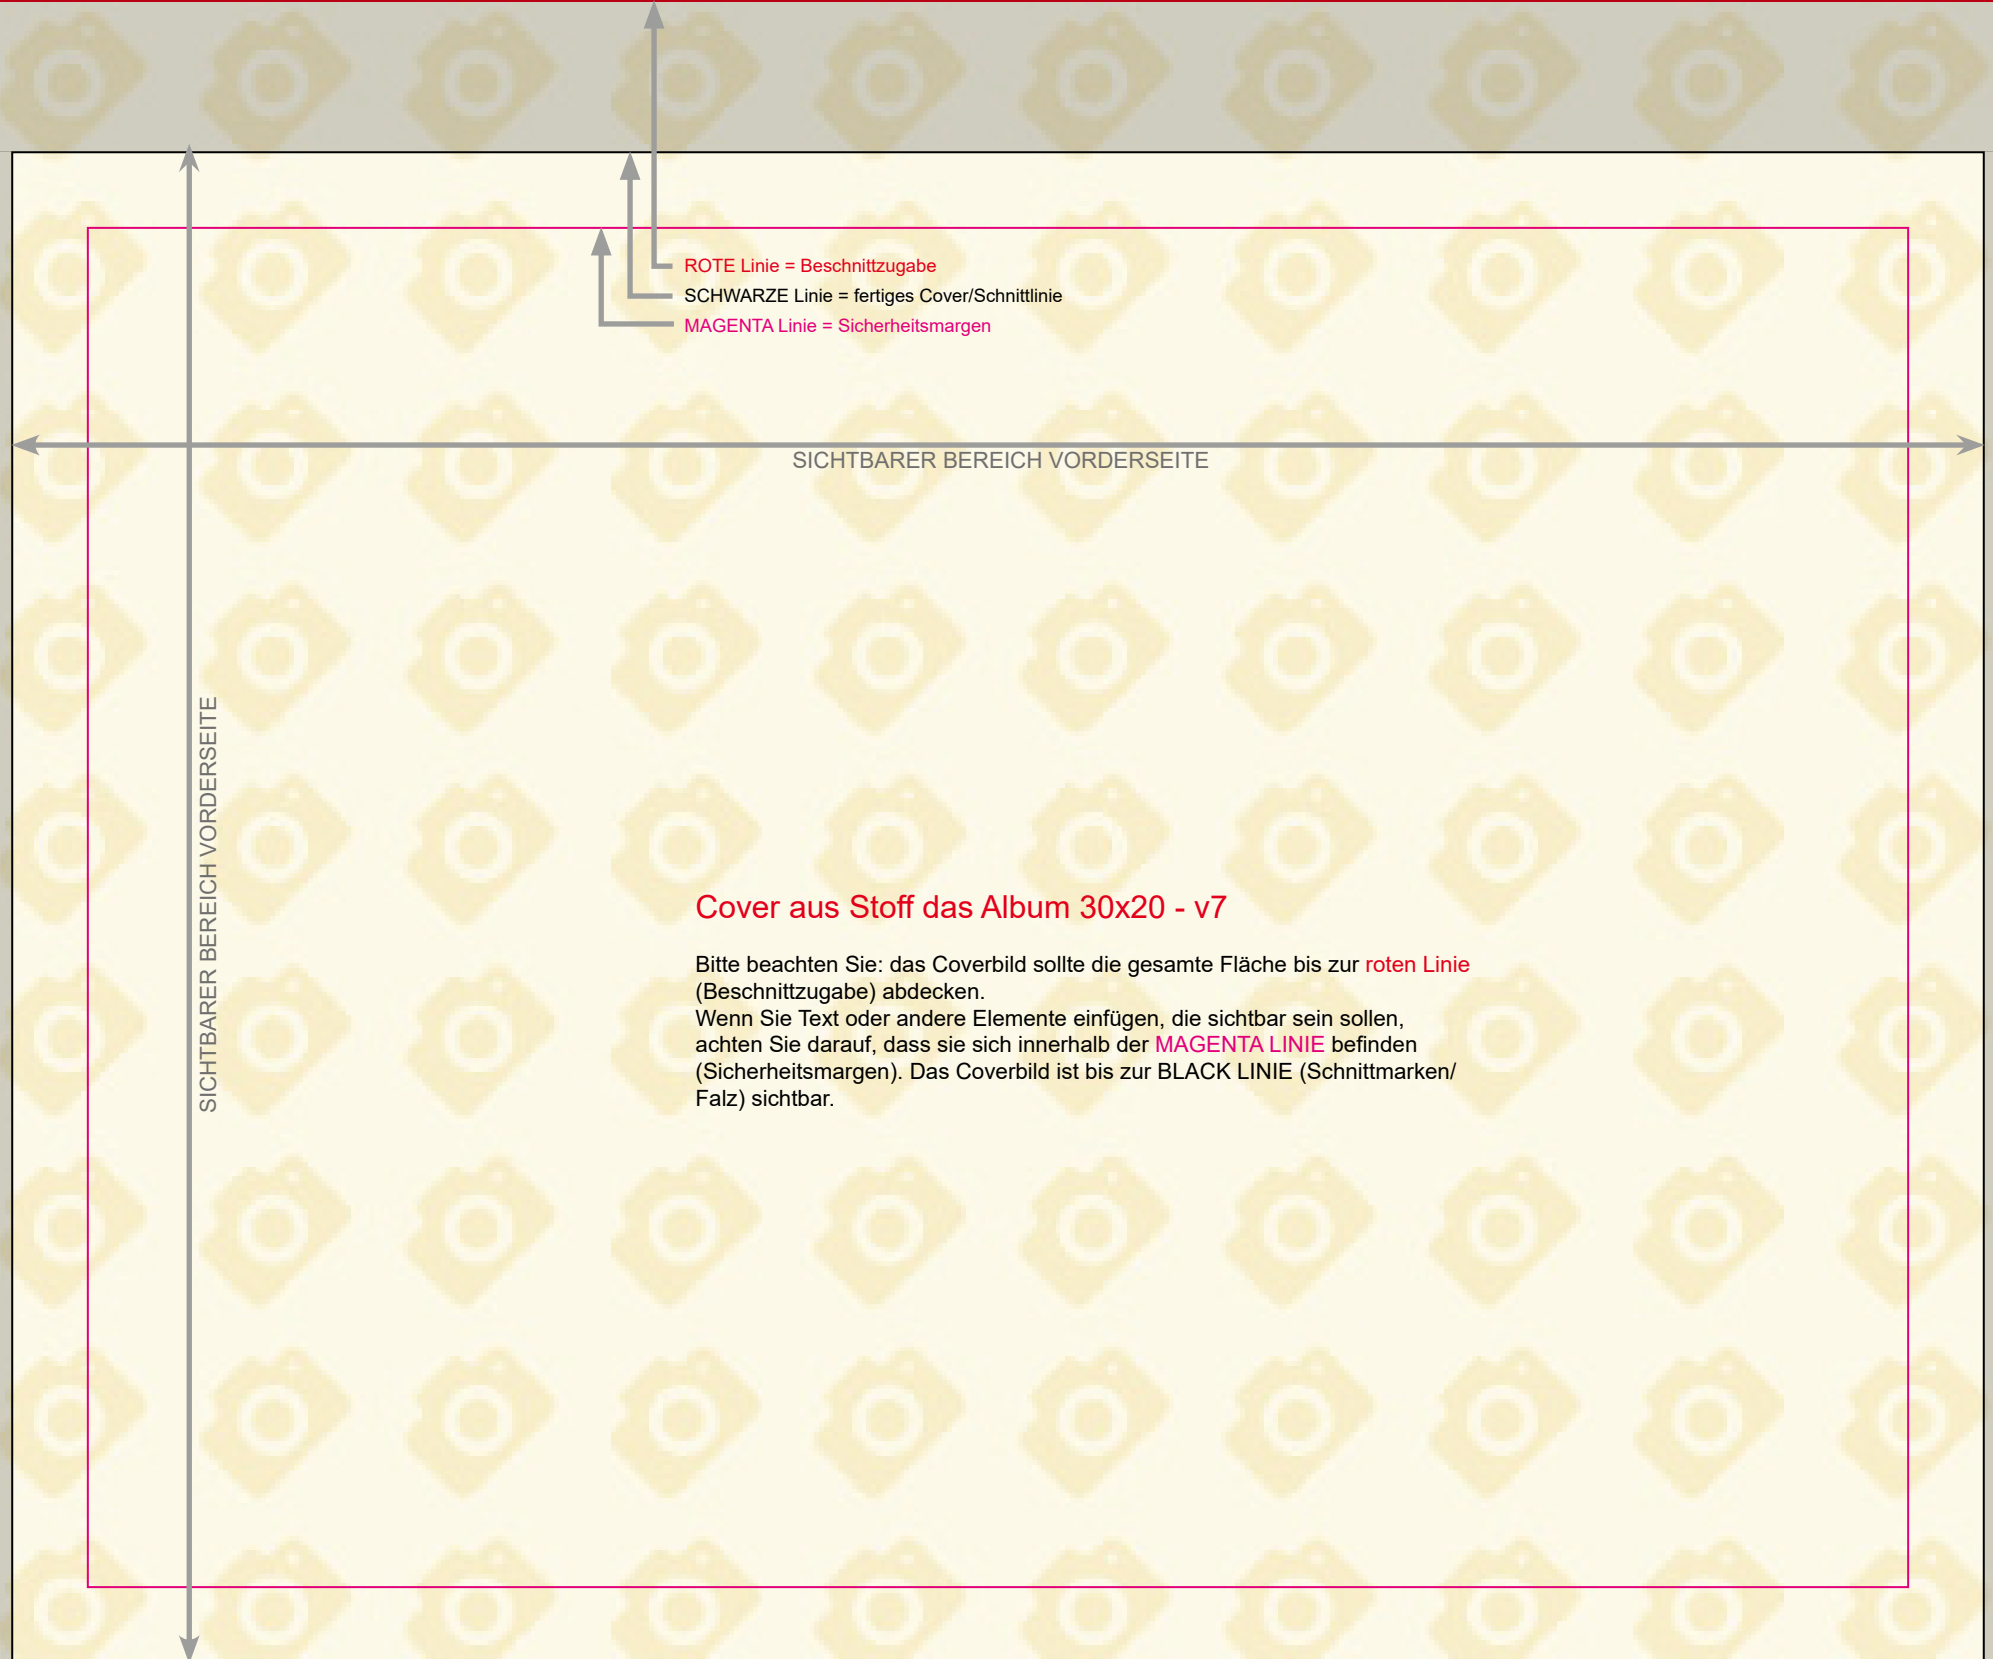 ROTE Linie = Beschnittzugabe
SCHWARZE Linie = fertiges Cover/Schnittlinie
MAGENTA Linie = Sicherheitsmargen
SICHTBARER BEREICH VORDERSEITE
SICHTBARER BEREICH VORDERSEITE
Cover aus Stoff das Album 30x20 - v7
Bitte beachten Sie: das Coverbild sollte die gesamte Fläche bis zur roten Linie
(Beschnittzugabe) abdecken.
Wenn Sie Text oder andere Elemente einfügen, die sichtbar sein sollen,
achten Sie darauf, dass sie sich innerhalb der MAGENTA LINIE befinden
(Sicherheitsmargen). Das Coverbild ist bis zur BLACK LINIE (Schnittmarken/
Falz) sichtbar.